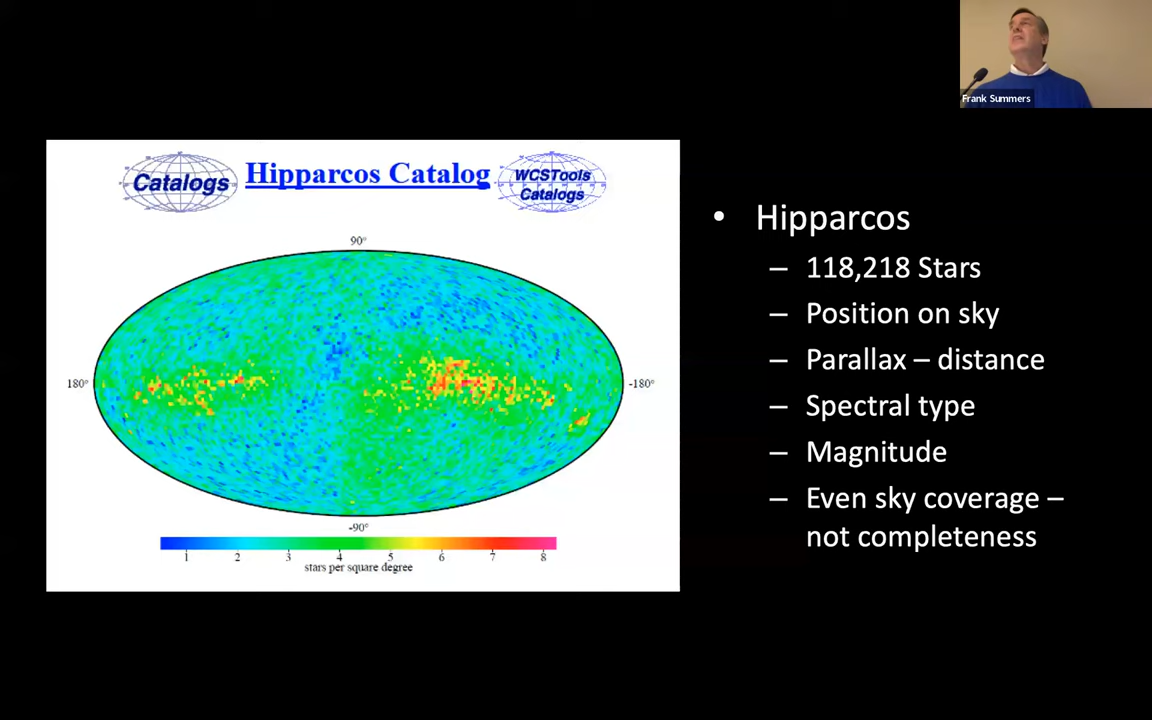 Frank Summers
Catalogs
Hipparcos Catalog
WCSTools
Catalogs
90°
180°
-180°
-90°
1 2 3 4 5 6 7 8
stars per square degree
• Hipparcos
– 118,218 Stars
– Position on sky
– Parallax – distance
– Spectral type
– Magnitude
– Even sky coverage –
not completeness